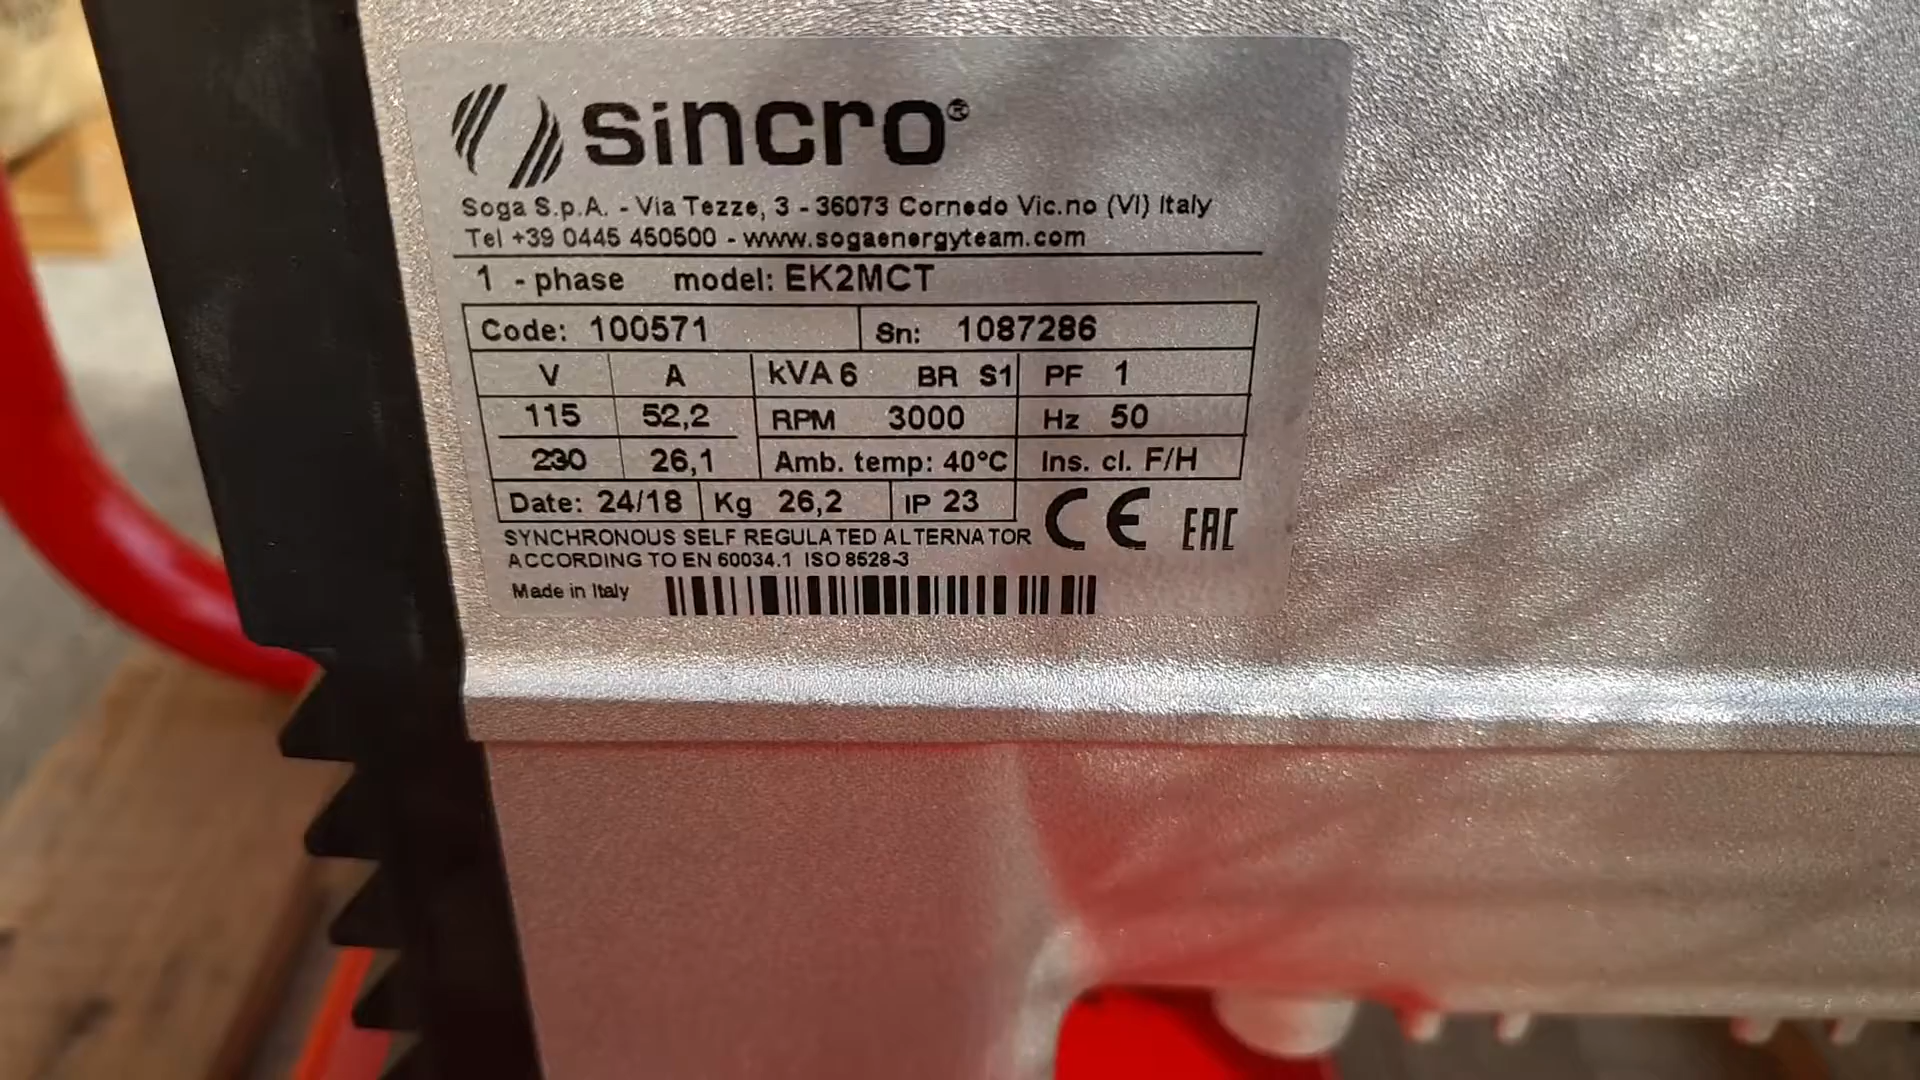 sincro®
Soga S.p.A. - Via Tezze, 3 - 36073 Cornedo Vic.no (VI) Italy
Tel +39 0445 450500 - www.sogaenergyteam.com
1 - phase model: EK2MCT
Code: 100571 Sn: 1087286
V A kVA 6 BR S1 PF 1
115 52,2 RPM 3000 Hz 50
230 26,1 Amb. temp: 40°C Ins. cl. F/H
Date: 24/18 Kg 26,2 IP 23 CE EAC
SYNCHRONOUS SELF REGULATED ALTERNATOR
ACCORDING TO EN 60034.1 ISO 8528-3
Made in Italy